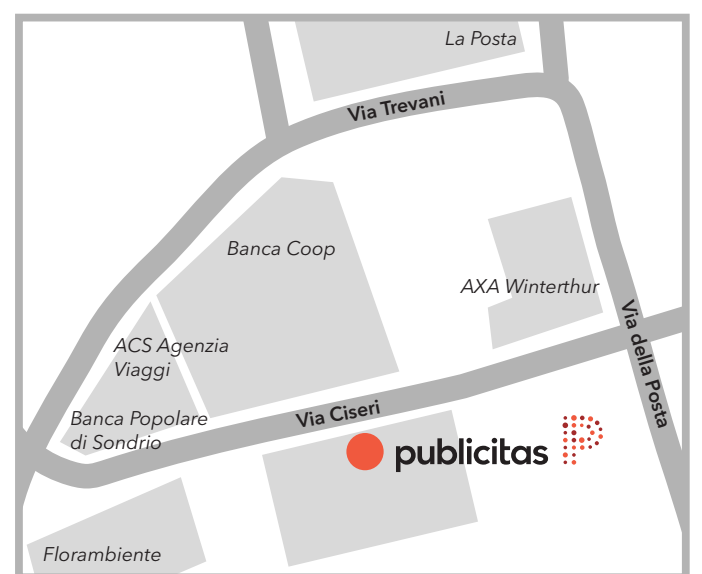 La Posta
Via Trevani
Banca Coop
AXA Winterthur
ACS Agenzia
Viaggi
Via della Posta
Banca Popolare
di Sondrio
Via Ciseri
publicitas
Florambiente